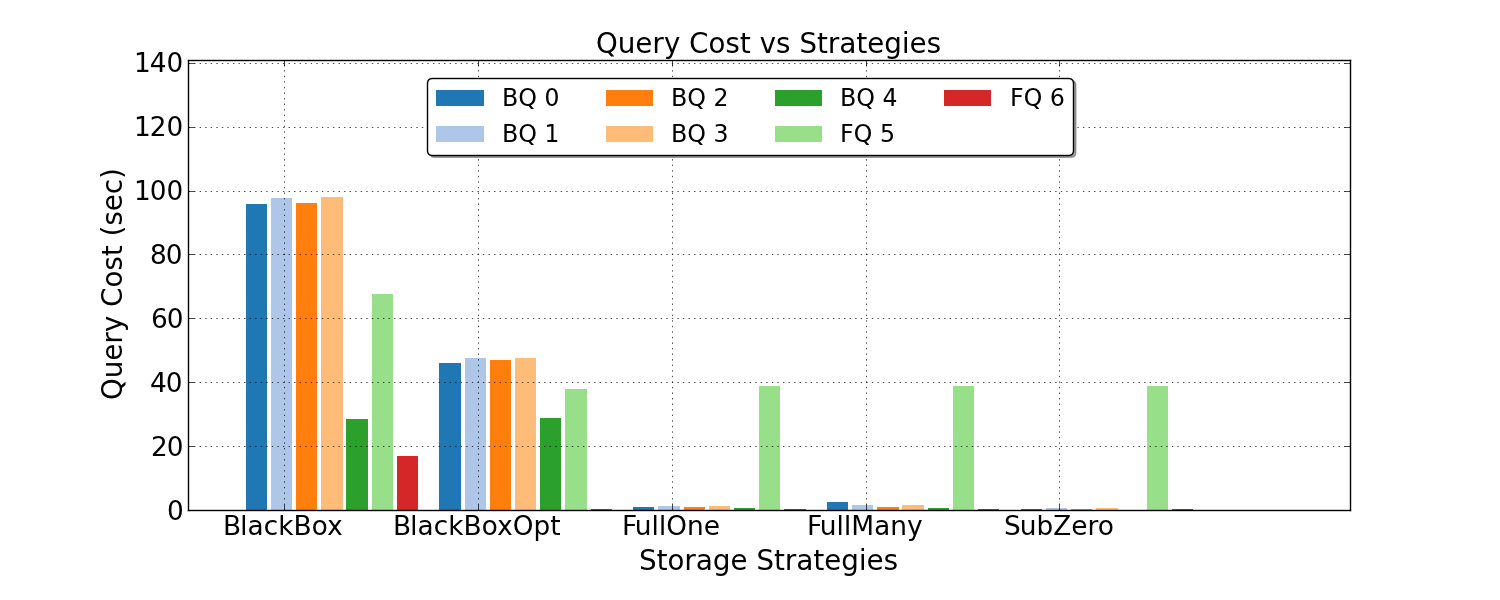 Query Cost vs Strategies
140
120
100
80
60
40
20
0
Query Cost (sec)
BQ 0 BQ 2 BQ 4 FQ 6
BQ 1 BQ 3 FQ 5
BlackBox BlackBoxOpt FullOne FullMany SubZero
Storage Strategies